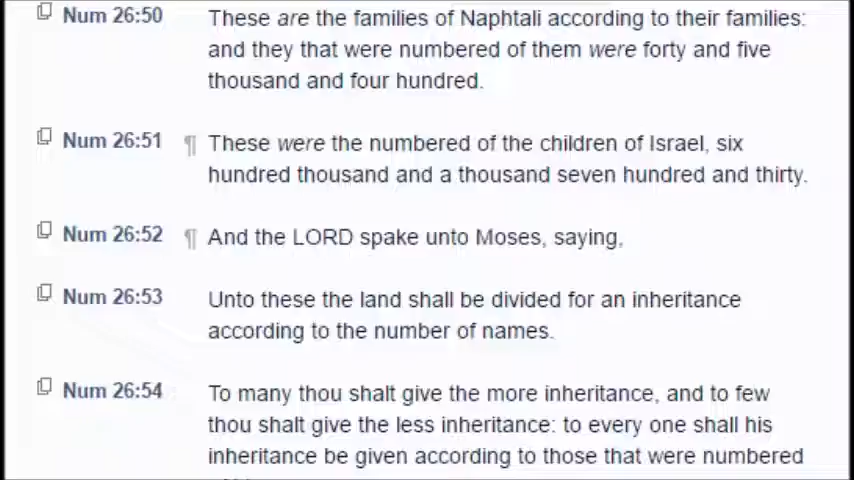 Num 26:50 These are the families of Naphtali according to their families:
and they that were numbered of them were forty and five
thousand and four hundred.
Num 26:51 ¶ These were the numbered of the children of Israel, six
hundred thousand and a thousand seven hundred and thirty.
Num 26:52 ¶ And the LORD spake unto Moses, saying,
Num 26:53 Unto these the land shall be divided for an inheritance
according to the number of names.
Num 26:54 To many thou shalt give the more inheritance, and to few
thou shalt give the less inheritance: to every one shall his
inheritance be given according to those that were numbered